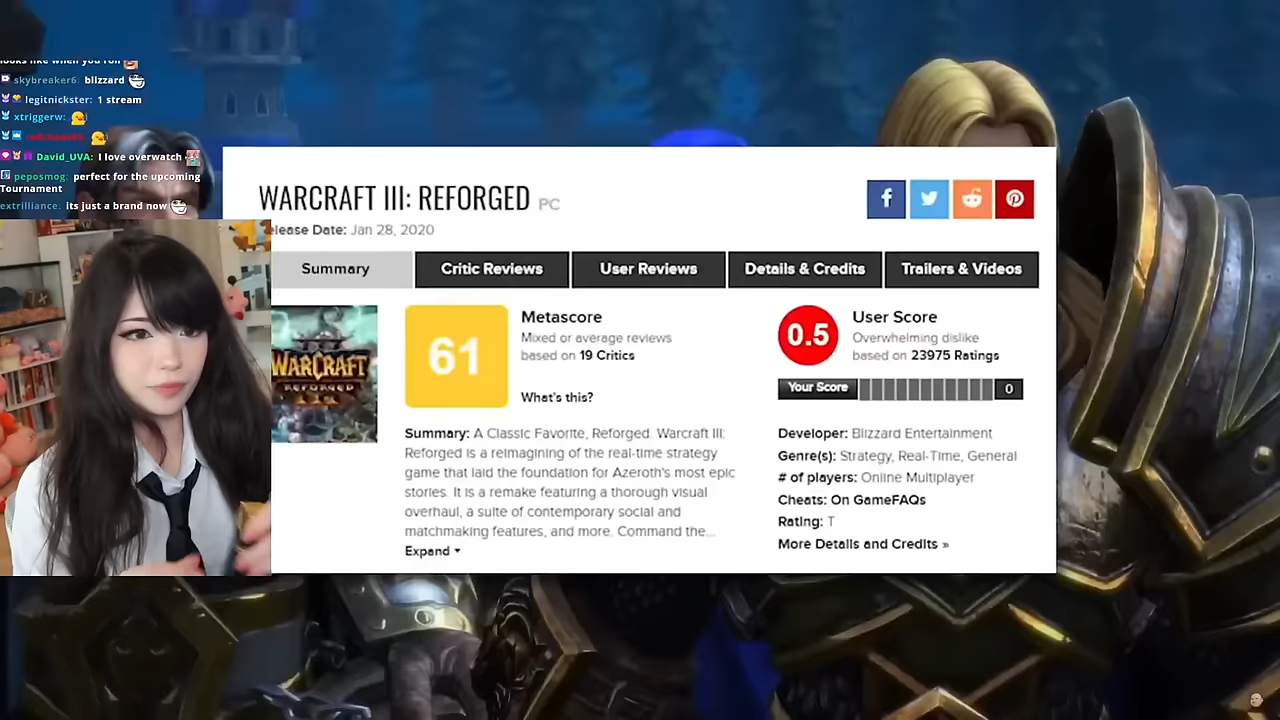 looks like when you roll
skybreaker6: blizzard
legitnickster: 1 stream
xtriggerw:
David_UVA: I love overwatch
peposmog: perfect for the upcoming
Tournament
extrilliance: its just a brand now
WARCRAFT III: REFORGED PC
elease Date: Jan 28, 2020
Summary
Critic Reviews
User Reviews
Details & Credits
Trailers & Videos
WARCRAFT
REFORGED
61
Metascore
Mixed or average reviews
based on 19 Critics
What's this?
0.5
User Score
Overwhelming dislike
based on 23975 Ratings
Your Score
0
Summary: A Classic Favorite, Reforged. Warcraft III:
Reforged is a reimagining of the real-time strategy
game that laid the foundation for Azeroth's most epic
stories. It is a remake featuring a thorough visual
overhaul, a suite of contemporary social and
matchmaking features, and more. Command the...
Expand
Developer: Blizzard Entertainment
Genre(s): Strategy, Real-Time, General
# of players: Online Multiplayer
Cheats: On GameFAQs
Rating: T
More Details and Credits »